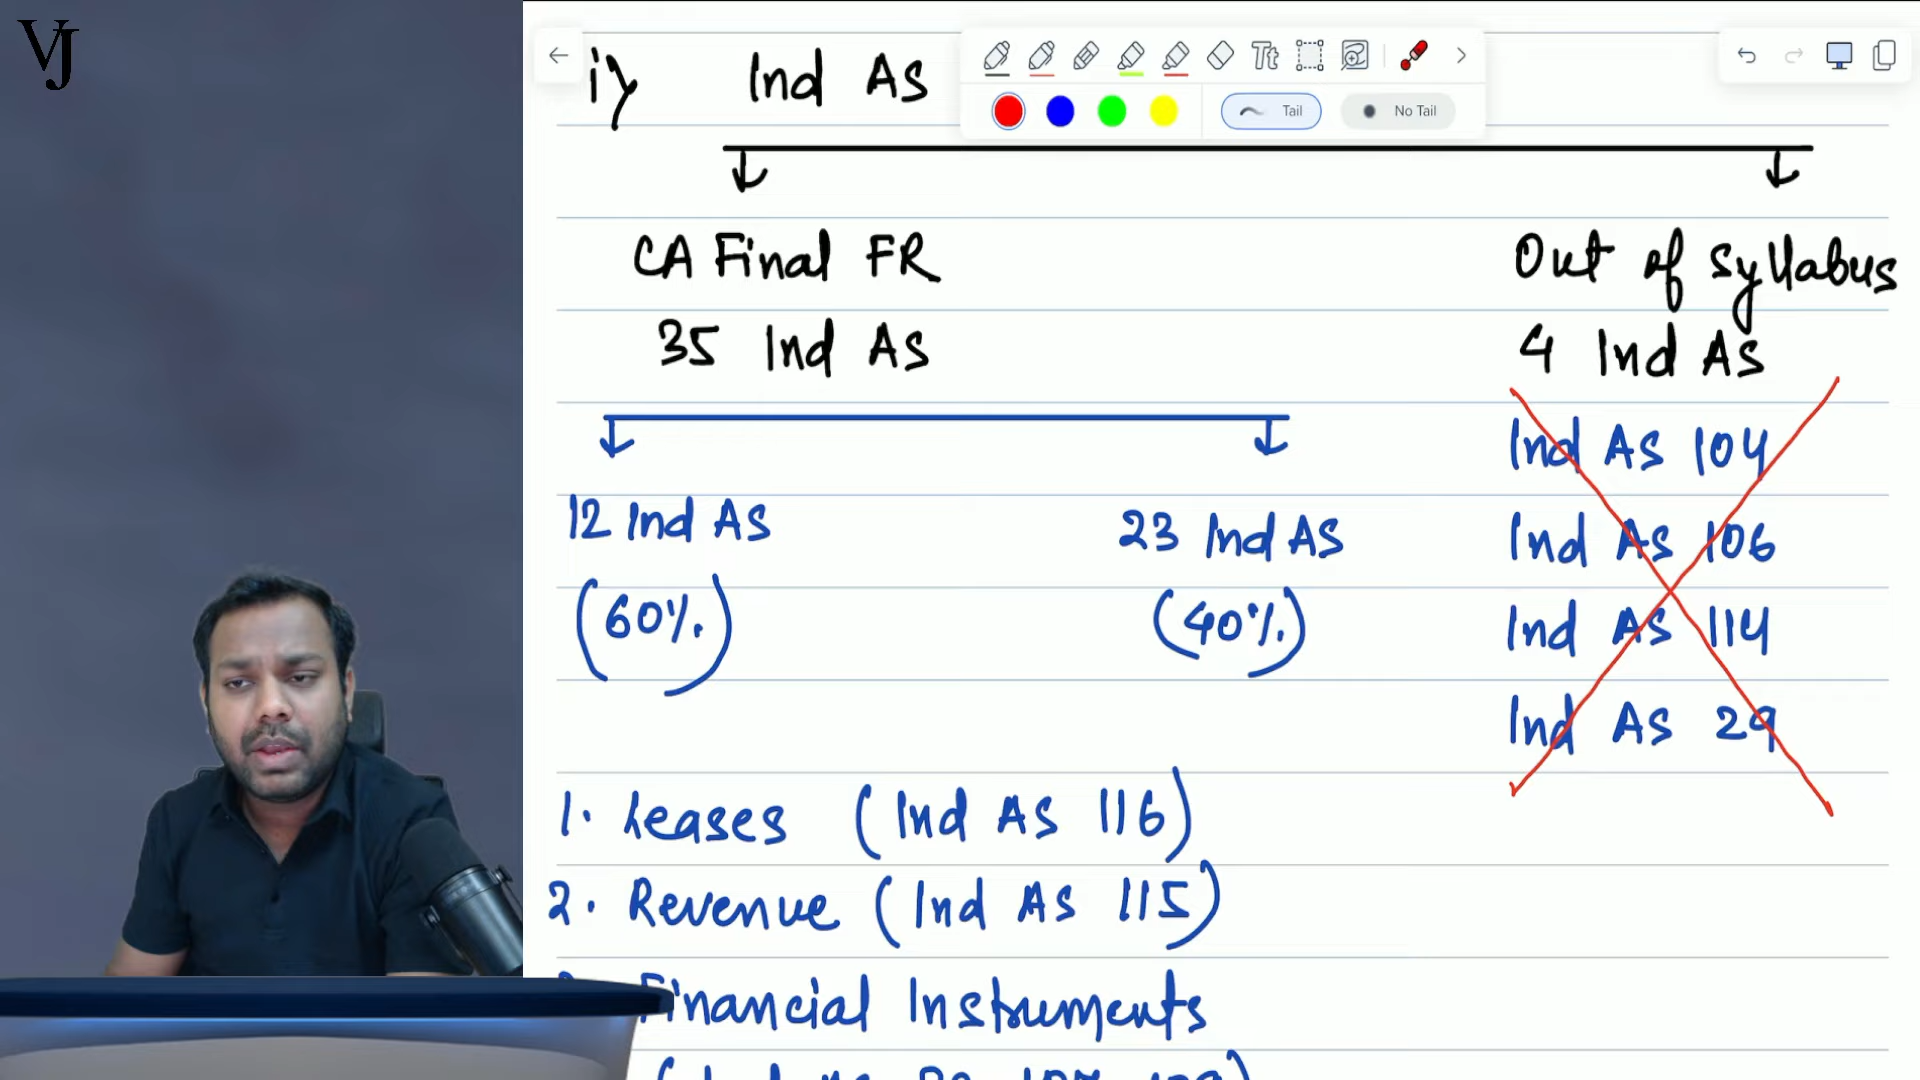 VJ
Tt
Tail
No Tail
i) Ind As
CA Final FR
Out of Syllabus
35 Ind As
4 Ind As
Ind As 104
12 Ind As
23 Ind As
Ind As 106
(60%.)
(40%.)
Ind As 114
Ind As 29
1. Leases (Ind As 116)
2. Revenue (Ind As 115)
Financial Instruments